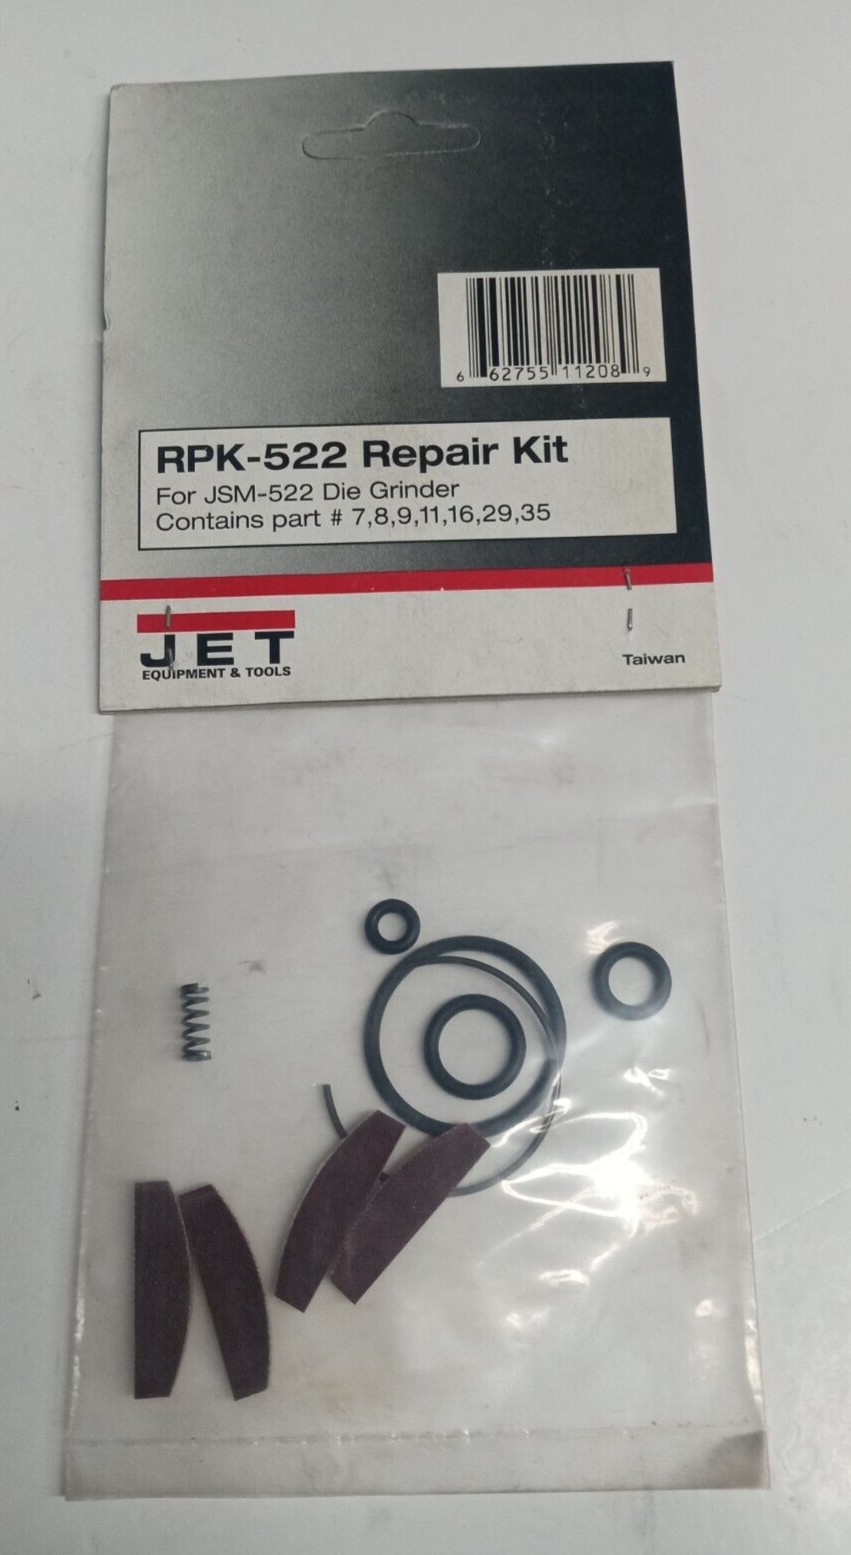 6 62755 11208 9
RPK-522 Repair Kit
For JSM-522 Die Grinder
Contains part # 7,8,9,11,16,29,35
JET
EQUIPMENT & TOOLS
Taiwan